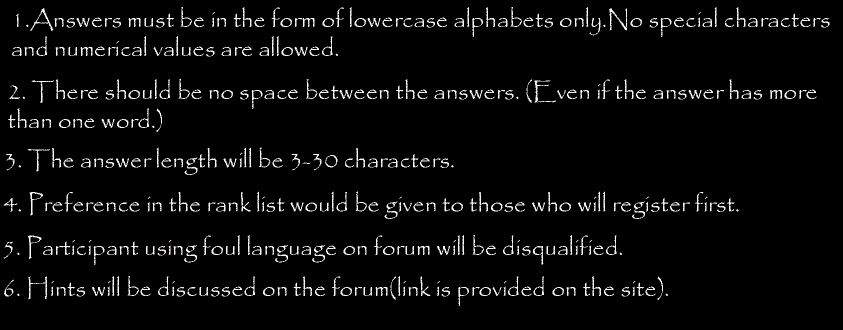 1.Answers must be in the form of lowercase alphabets only.No special characters
and numerical values are allowed.
2. There should be no space between the answers. (Even if the answer has more
than one word.)
3. The answer length will be 3-30 characters.
4. Preference in the rank list would be given to those who will register first.
5. Participant using foul language on forum will be disqualified.
6. Hints will be discussed on the forum(link is provided on the site).